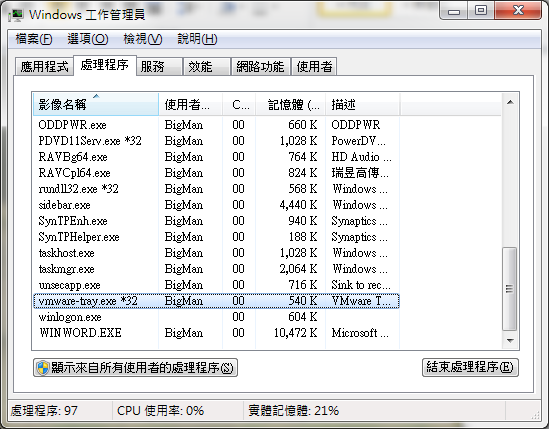 Windows 工作管理員
檔案(F) 選項(O) 檢視(V) 說明(H)
應用程式 處理程序 服務 效能 網路功能 使用者
影像名稱 使用者... C... 記憶體 (... 描述
ODDPWR.exe BigMan 00 660 K ODDPWR
PDVD11Serv.exe *32 BigMan 00 1,028 K PowerDV...
RAVBg64.exe BigMan 00 764 K HD Audio ...
RAVCpl64.exe BigMan 00 824 K 瑞昱高傳...
rundll32.exe *32 BigMan 00 568 K Windows ...
sidebar.exe BigMan 00 4,440 K Windows ...
SynTPEnh.exe BigMan 00 940 K Synaptics ...
SynTPHelper.exe BigMan 00 188 K Synaptics ...
taskhost.exe BigMan 00 1,028 K Windows ...
taskmgr.exe BigMan 00 2,064 K Windows ...
unsecapp.exe BigMan 00 716 K Sink to rec...
vmware-tray.exe *32 BigMan 00 540 K VMware T...
winlogon.exe 00 604 K
WINWORD.EXE BigMan 00 10,472 K Microsoft ...
顯示來自所有使用者的處理程序(S) 結束處理程序(E)
處理程序: 97 CPU 使用率: 0% 實體記憶體: 21%